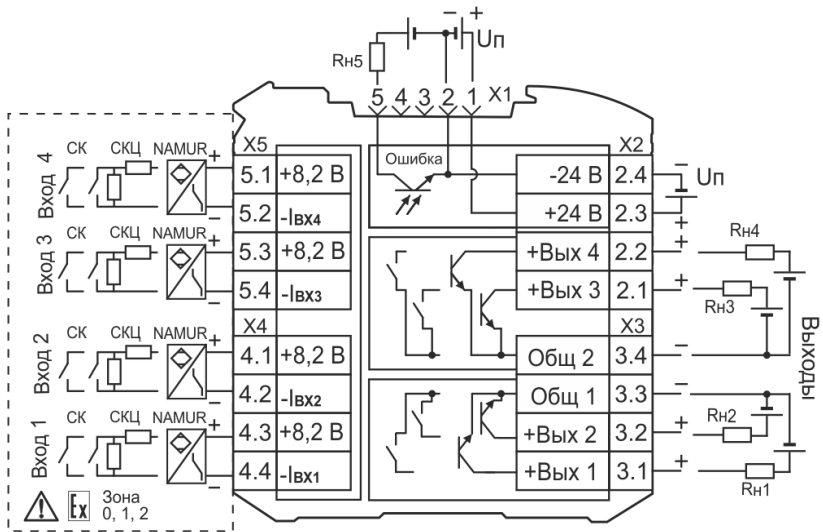 +
Uп
Rн5
5 4 3 2 1 X1
X5
X2
Ошибка
Вход 4
СК СКЦ NAMUR +
5.1 +8,2 В
-24 В 2.4
− Uп
5.2 -Iвх4
−
+24 В 2.3
+
Вход 3
СК СКЦ NAMUR +
5.3 +8,2 В
+Вых 4 2.2
+ Rн4
5.4 -Iвх3
−
+Вых 3 2.1
+ Rн3
X4
X3
Вход 2
СК СКЦ NAMUR +
4.1 +8,2 В
Общ 2 3.4 −
4.2 -Iвх2
−
Общ 1 3.3 −
Выходы
Вход 1
СК СКЦ NAMUR +
4.3 +8,2 В
+Вых 2 3.2
+ Rн2
4.4 -Iвх1
−
+Вых 1 3.1
+ Rн1
Ex Зона
0, 1, 2